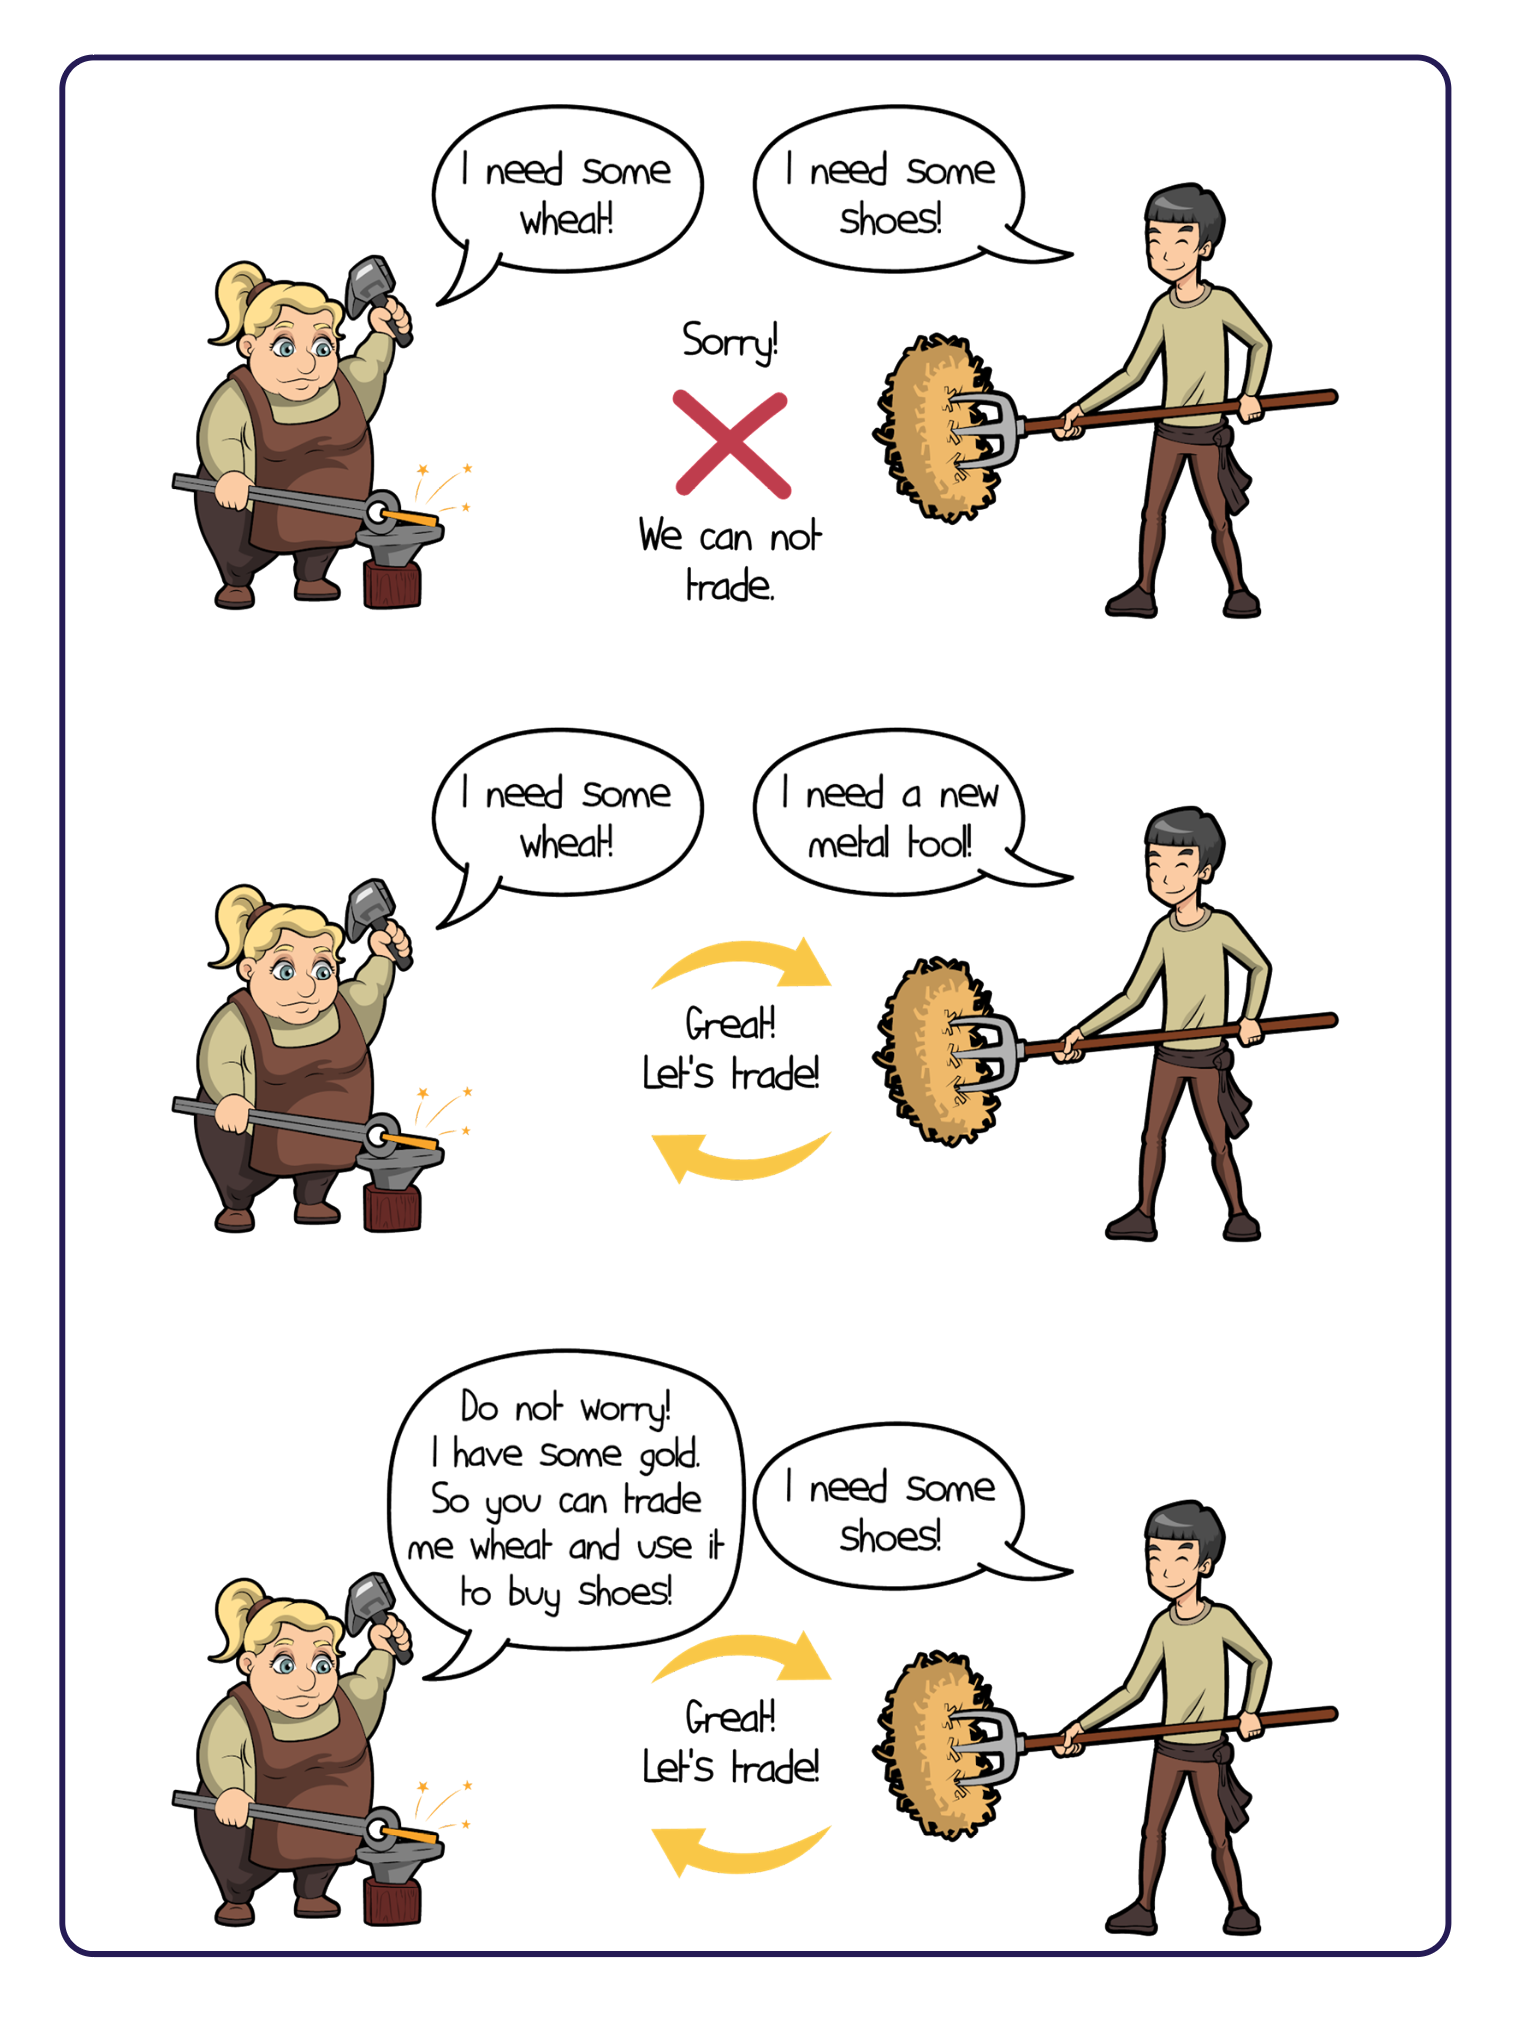 I need some
wheat!
I need some
shoes!
Sorry!
We can not
trade.
I need some
wheat!
I need a new
metal tool!
Great!
Let's trade!
Do not worry!
I have some gold.
So you can trade
me wheat and use it
to buy shoes!
I need some
shoes!
Great!
Let's trade!